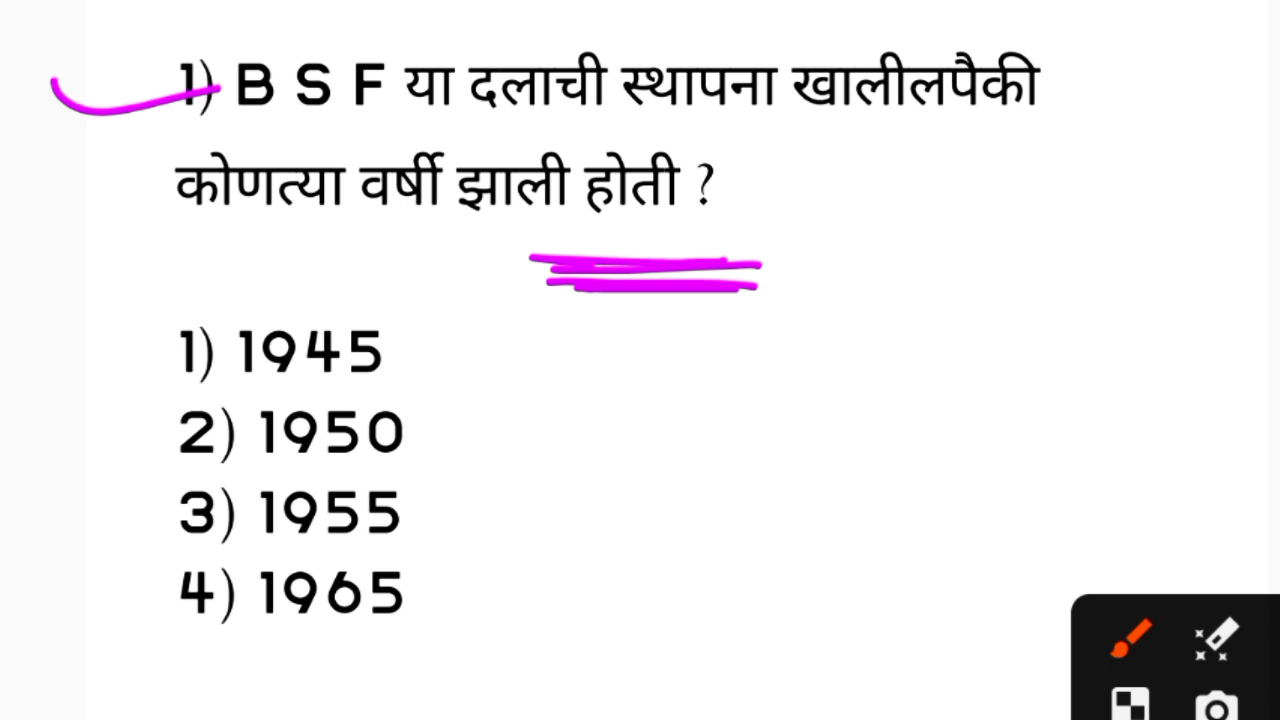 1) B S F या दलाची स्थापना खालीलपैकी
कोणत्या वर्षी झाली होती ?
1) 1945
2) 1950
3) 1955
4) 1965